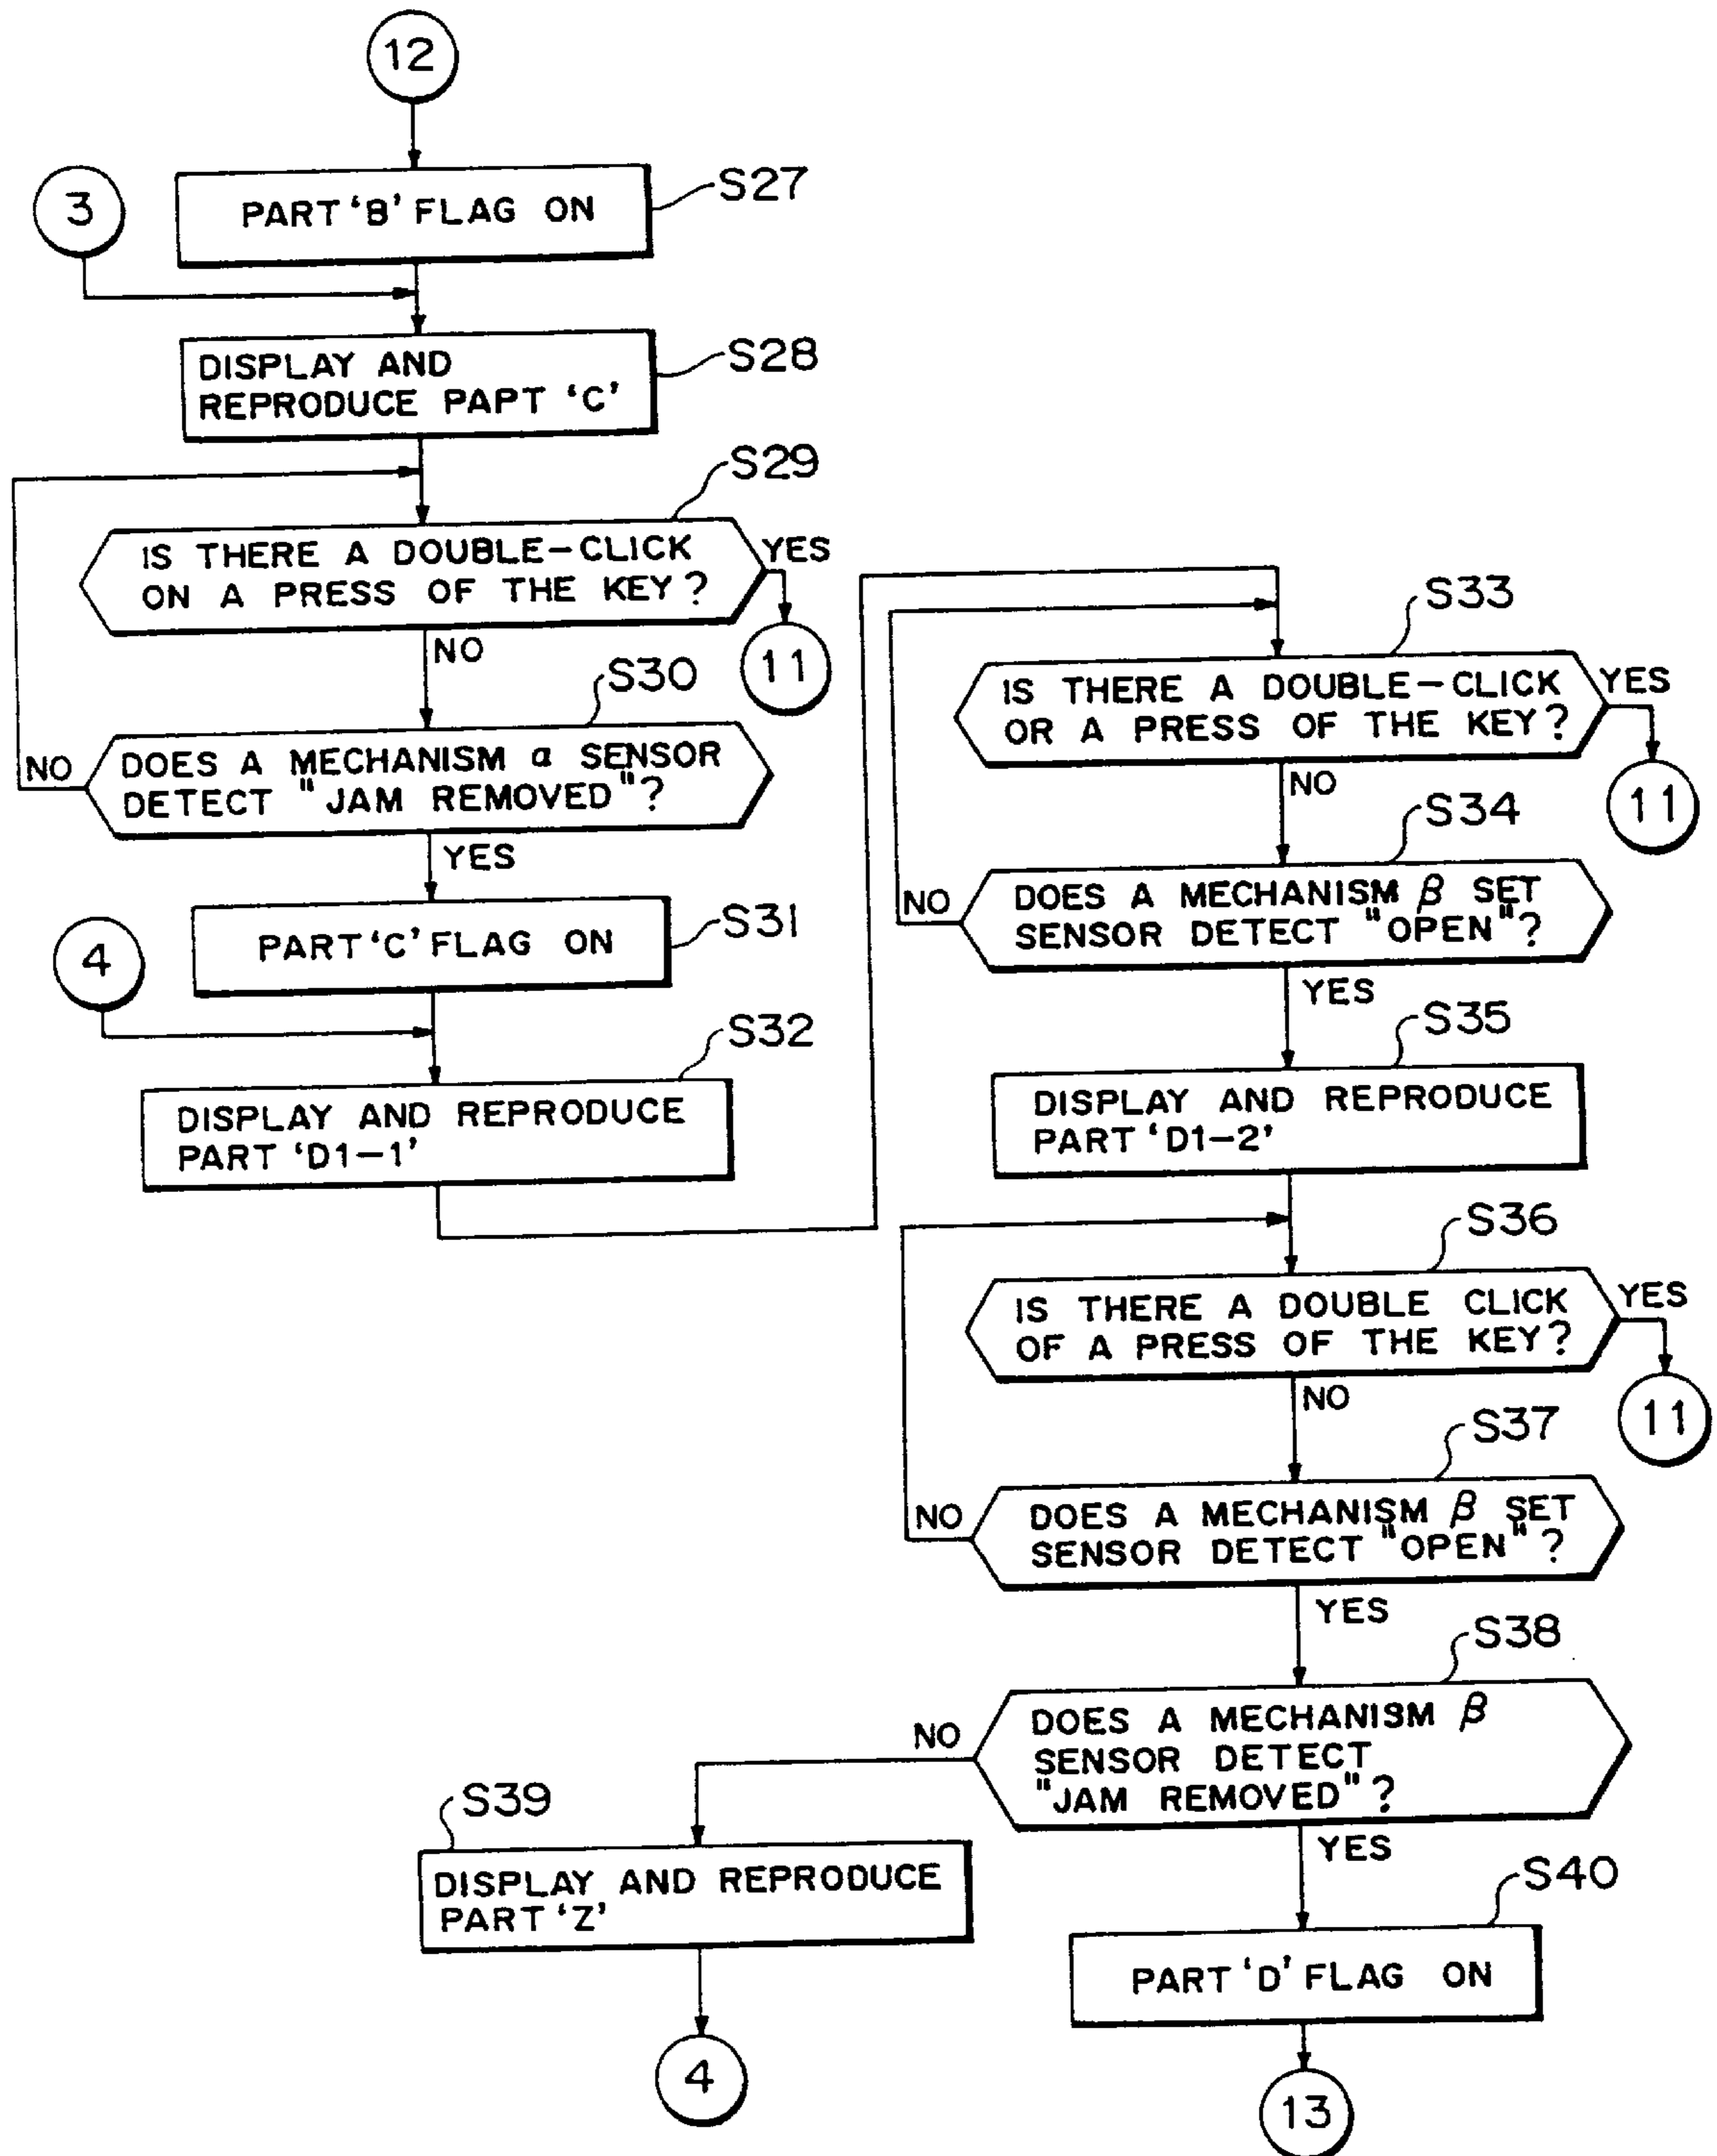 12
3
PART 'B' FLAG ON
S27
DISPLAY AND
REPRODUCE PAPT 'C'
S28
S29
IS THERE A DOUBLE-CLICK
ON A PRESS OF THE KEY?
YES
11
NO
S30
DOES A MECHANISM α SENSOR
DETECT "JAM REMOVED"?
NO
YES
PART 'C' FLAG ON
S31
4
S32
DISPLAY AND REPRODUCE
PART 'D1-1'
S33
IS THERE A DOUBLE-CLICK
OR A PRESS OF THE KEY?
YES
11
NO
S34
DOES A MECHANISM β SET
SENSOR DETECT "OPEN"?
NO
YES
S35
DISPLAY AND REPRODUCE
PART 'D1-2'
S36
IS THERE A DOUBLE CLICK
OF A PRESS OF THE KEY?
YES
11
NO
S37
DOES A MECHANISM β SET
SENSOR DETECT "OPEN"?
NO
YES
S38
DOES A MECHANISM β
SENSOR DETECT
"JAM REMOVED"?
NO
YES
S39
DISPLAY AND REPRODUCE
PART 'Z'
4
S40
PART 'D' FLAG ON
13